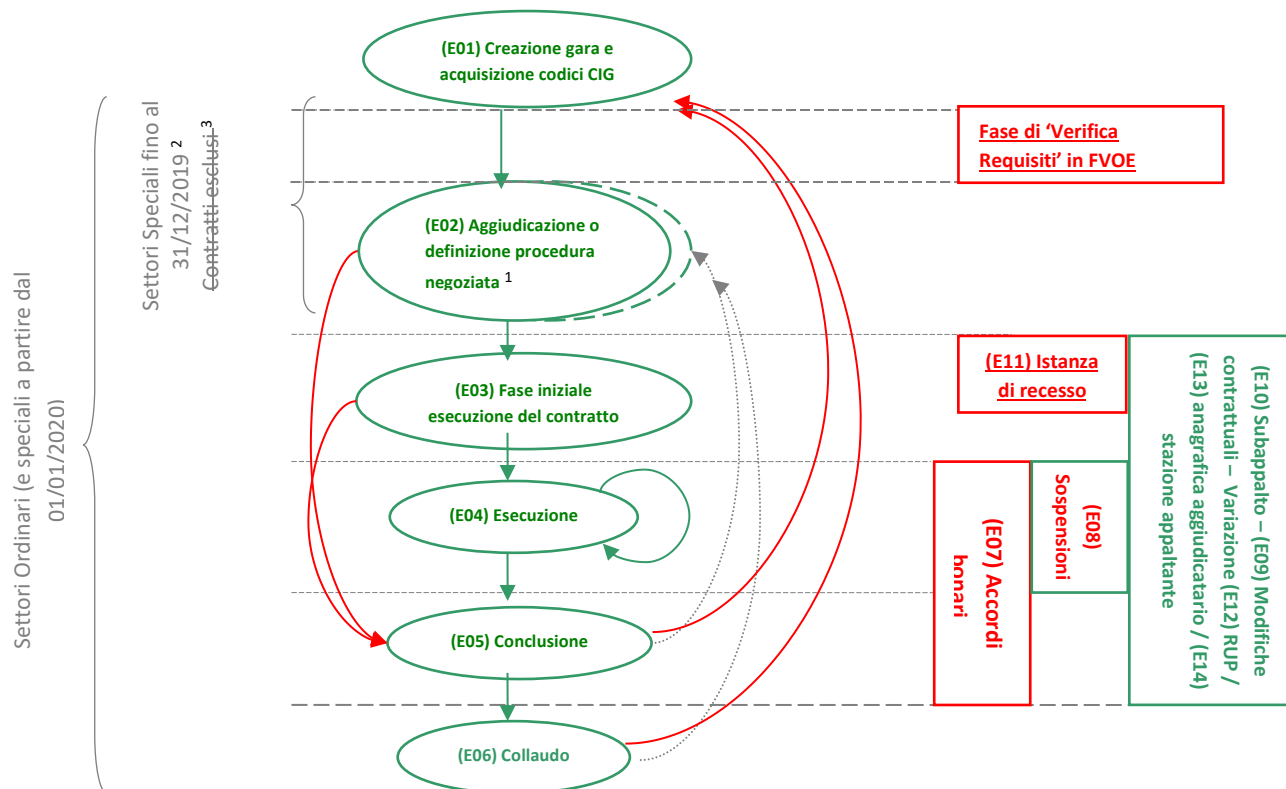 (E01) Creazione gara e
acquisizione codici CIG
Settori Ordinari (e speciali a partire dal
01/01/2020)
Settori Speciali fino al
31/12/2019 2
Contratti esclusi 3
Fase di ‘Verifica
Requisiti’ in FVOE
(E02) Aggiudicazione o
definizione procedura
negoziata 1
(E03) Fase iniziale
esecuzione del contratto
(E11) Istanza
di recesso
(E10) Subappalto – (E09) Modifiche
contrattuali – Variazione (E12) RUP /
(E13) anagrafica aggiudicatario / (E14)
stazione appaltante
(E04) Esecuzione
(E08)
Sospensioni
(E07) Accordi
bonari
(E05) Conclusione
(E06) Collaudo